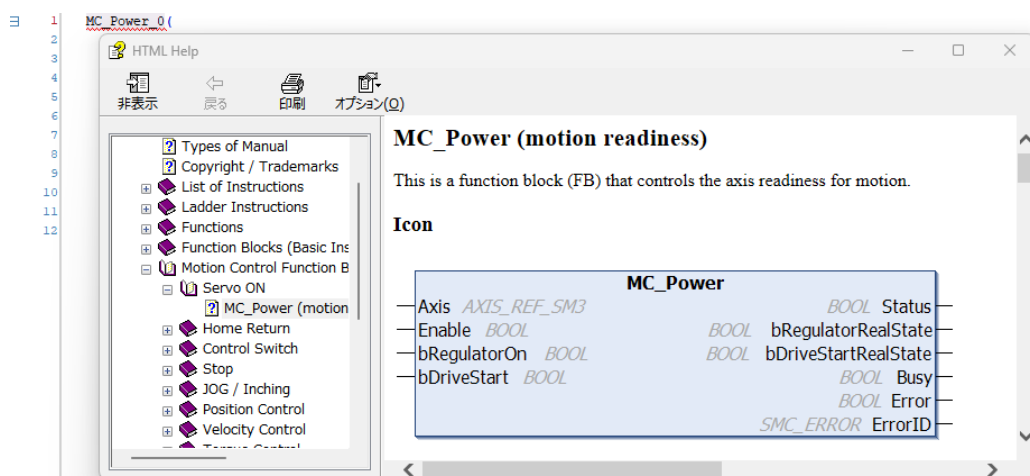 1 MC_Power_0(
2
3
4
5
6
7
8
9
10
11
12
HTML Help
非表示 戻る 印刷 オプション(O)
Types of Manual
Copyright / Trademarks
List of Instructions
Ladder Instructions
Functions
Function Blocks (Basic Ins
Motion Control Function B
Servo ON
MC_Power (motion
Home Return
Control Switch
Stop
JOG / Inching
Position Control
Velocity Control
MC_Power (motion readiness)
This is a function block (FB) that controls the axis readiness for motion.
Icon
MC_Power
Axis AXIS_REF_SM3 BOOL Status
Enable BOOL BOOL bRegulatorRealState
bRegulatorOn BOOL BOOL bDriveStartRealState
bDriveStart BOOL BOOL Busy
BOOL Error
SMC_ERROR ErrorID